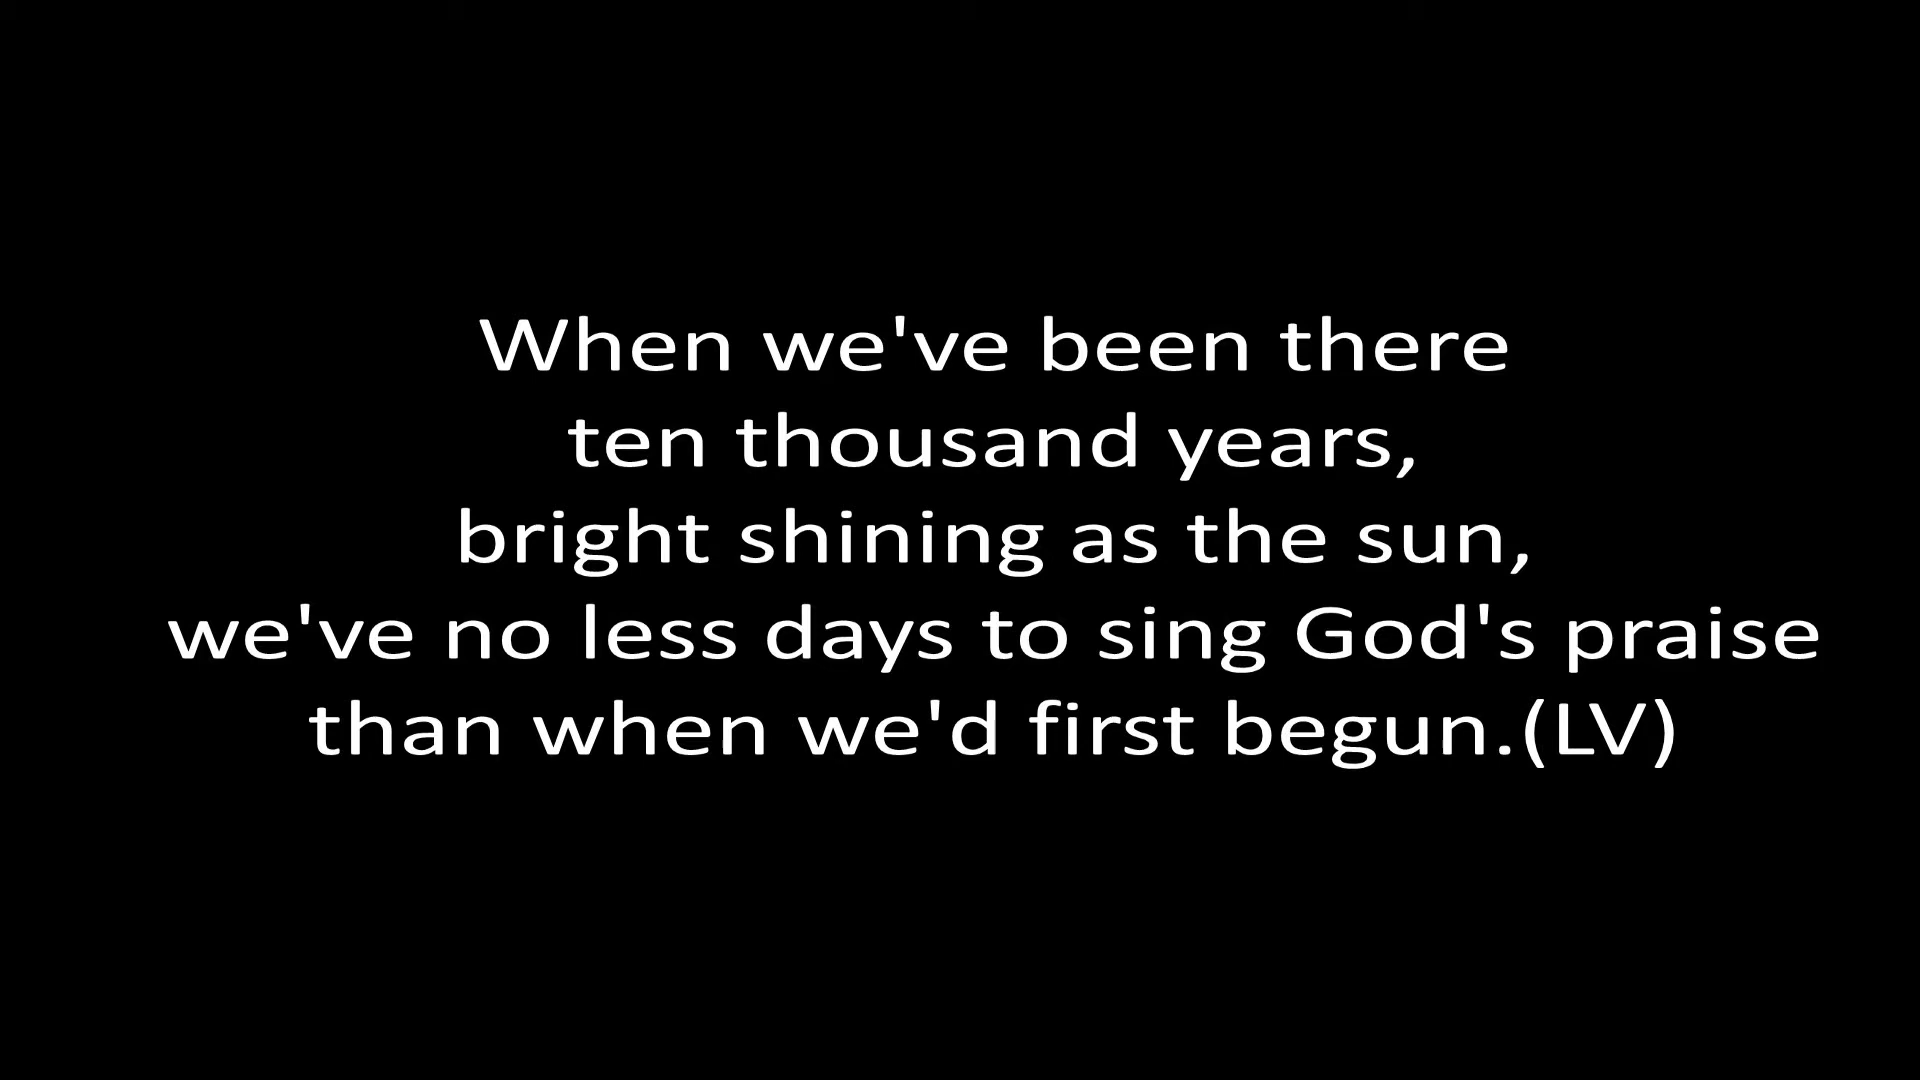 When we've been there
ten thousand years,
bright shining as the sun,
we've no less days to sing God's praise
than when we'd first begun.(LV)